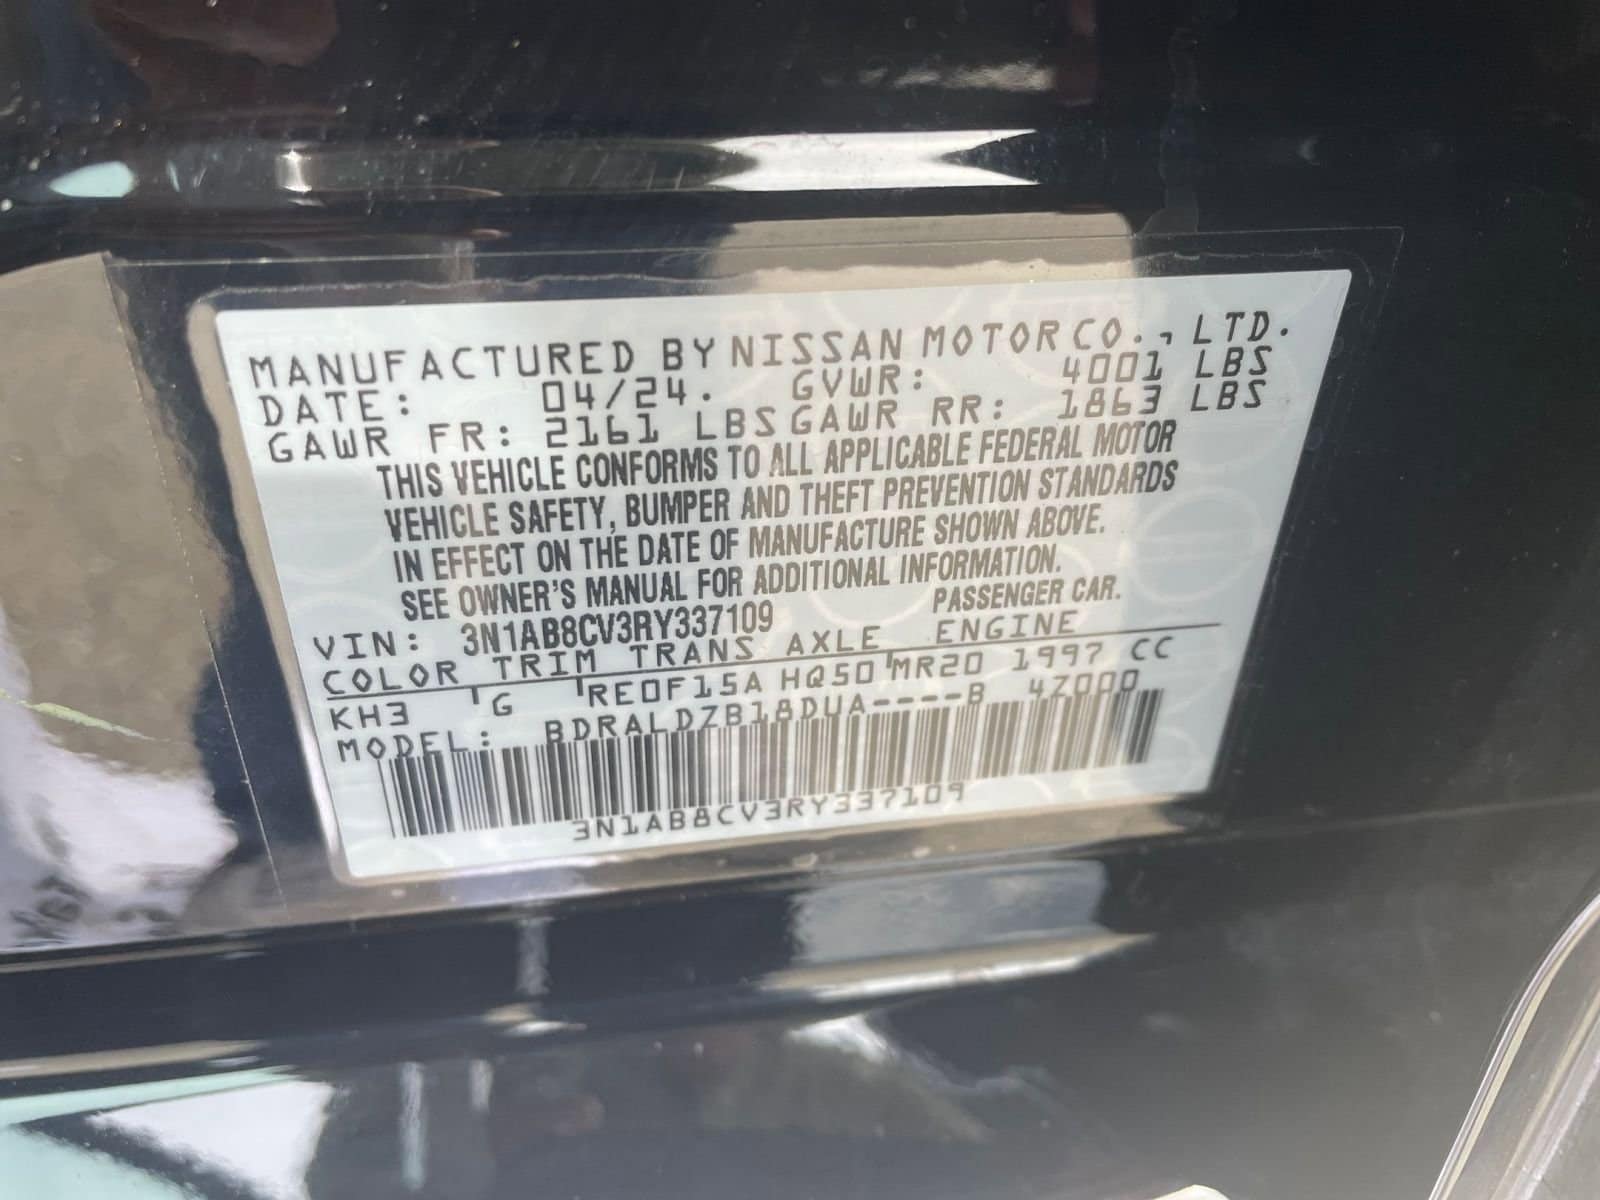 MANUFACTURED BY NISSAN MOTOR CO., LTD.
DATE: 04/24. GVWR: 4001 LBS
GAWR FR: 2161 LBS GAWR RR: 1863 LBS
THIS VEHICLE CONFORMS TO ALL APPLICABLE FEDERAL MOTOR
VEHICLE SAFETY, BUMPER AND THEFT PREVENTION STANDARDS
IN EFFECT ON THE DATE OF MANUFACTURE SHOWN ABOVE.
SEE OWNER'S MANUAL FOR ADDITIONAL INFORMATION.
VIN: 3N1AB8CV3RY337109 PASSENGER CAR.
COLOR TRIM TRANS AXLE ENGINE
KH3 G RE0F15A HQ50 MR20 1997 CC
MODEL: BDRALDZB18DUA----B 4Z000
3N1AB8CV3RY337109